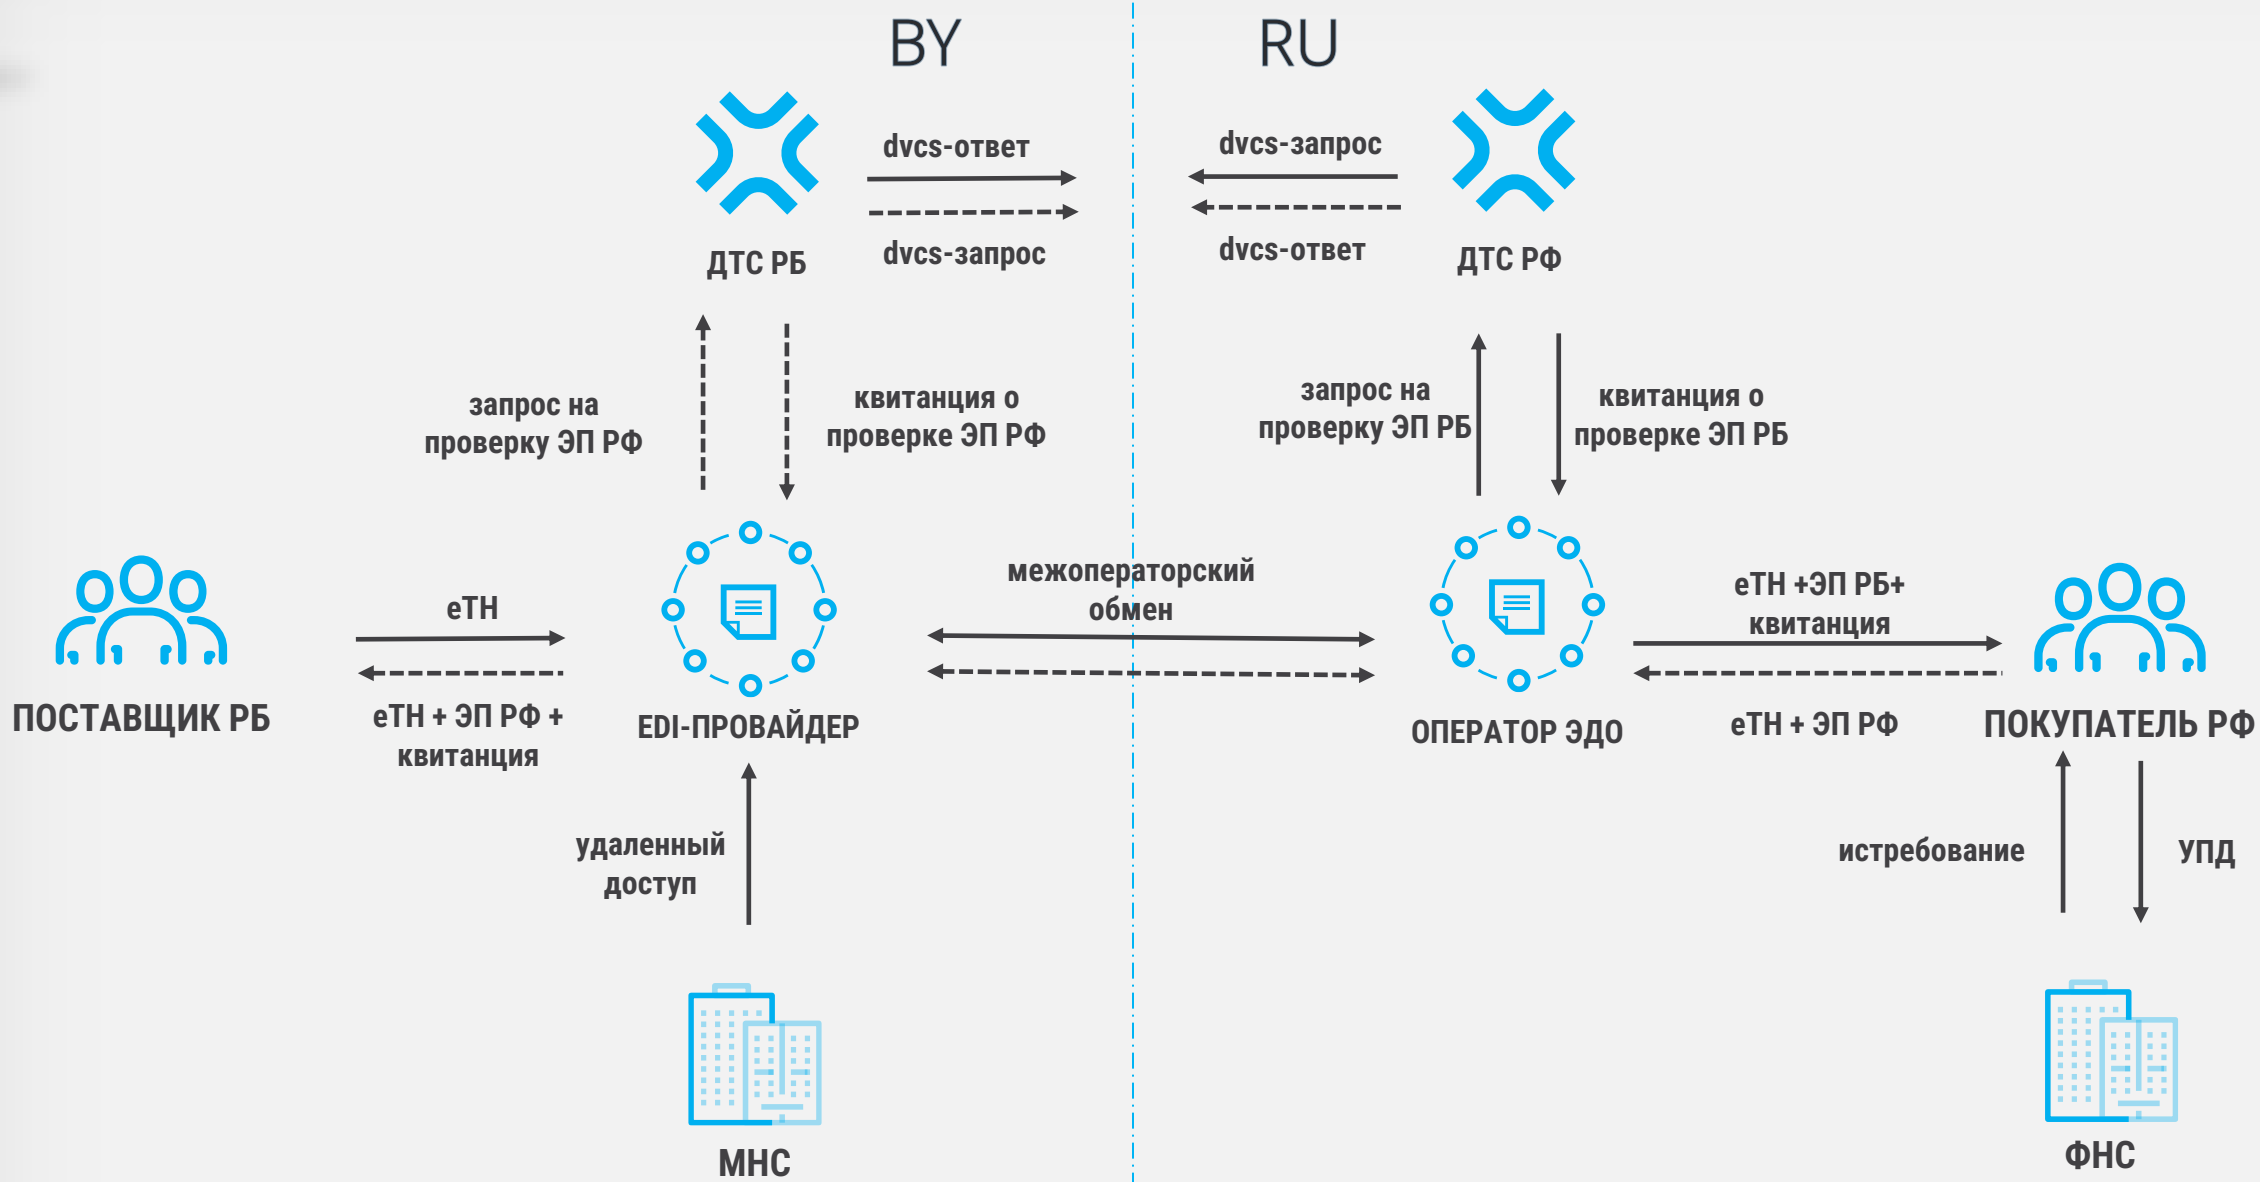 BY
RU
dvcs-ответ
dvcs-запрос
dvcs-запрос
dvcs-ответ
ДТС РБ
ДТС РФ
запрос на
проверку ЭП РФ
квитанция о
проверке ЭП РФ
запрос на
проверку ЭП РБ
квитанция о
проверке ЭП РБ
еТН
межоператорский
обмен
еТН +ЭП РБ+
квитанция
ПОСТАВЩИК РБ
еТН + ЭП РФ +
квитанция
EDI-ПРОВАЙДЕР
ОПЕРАТОР ЭДО
еТН + ЭП РФ
ПОКУПАТЕЛЬ РФ
удаленный
доступ
истребование
УПД
МНС
ФНС